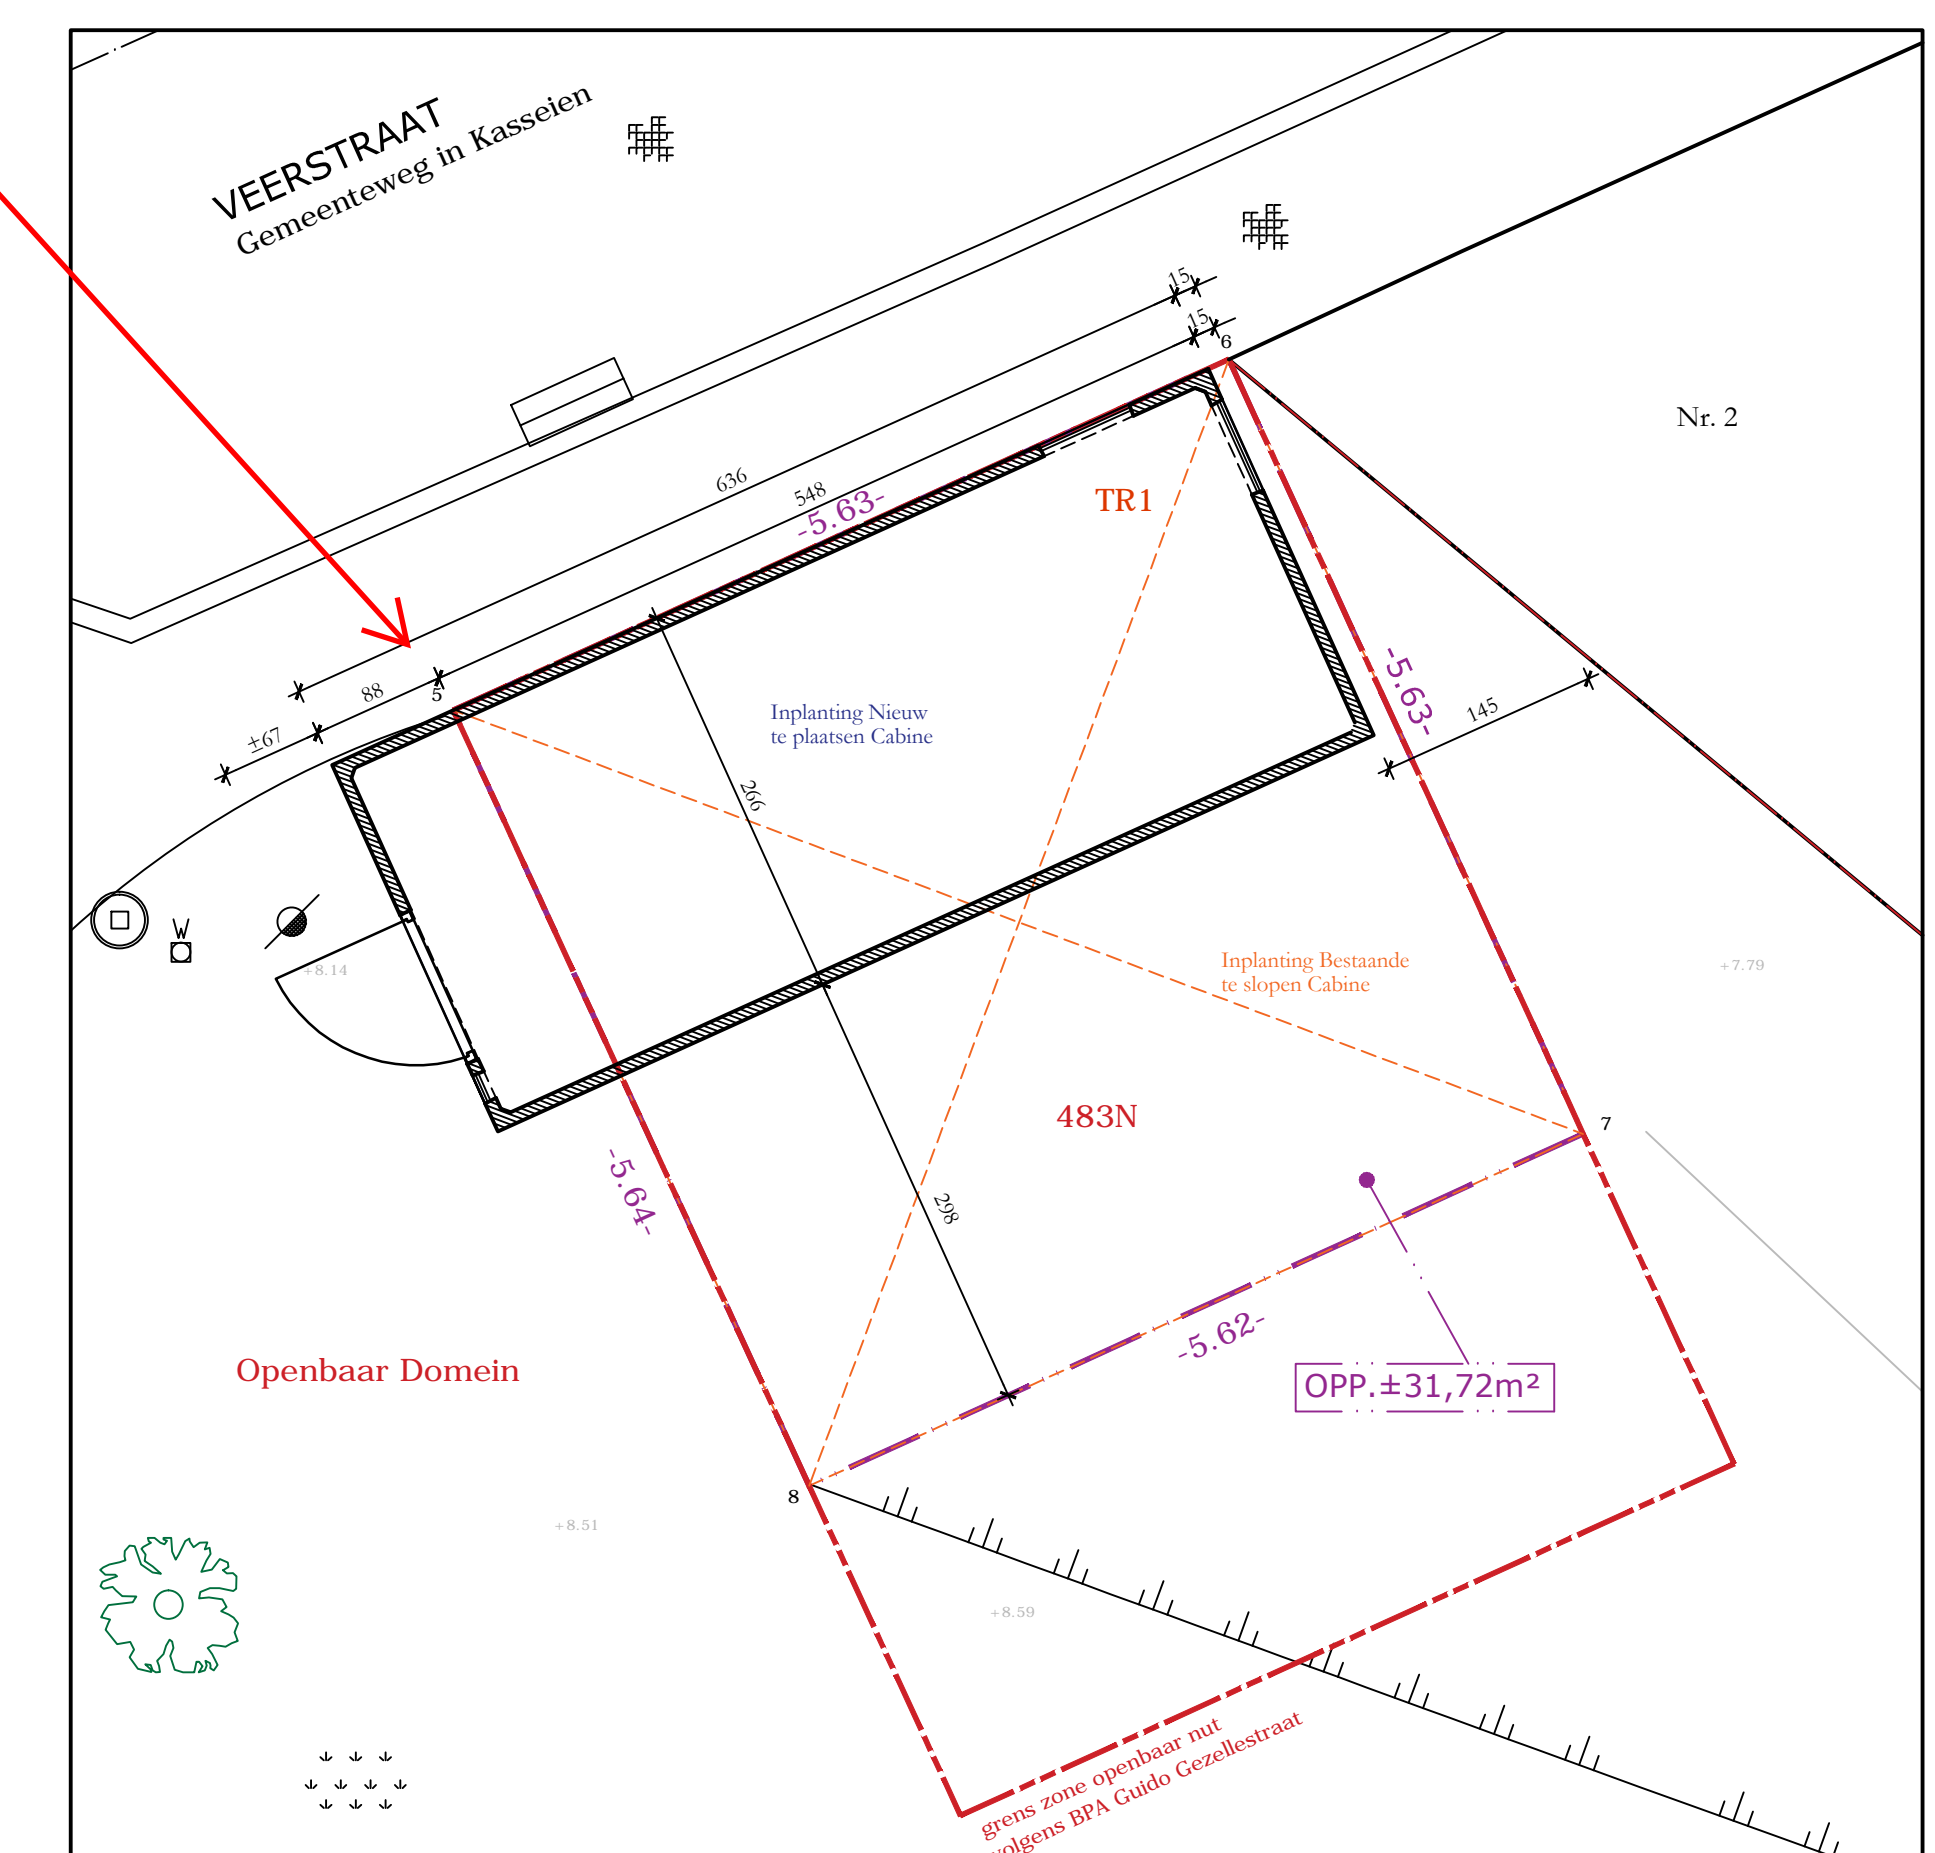 VEERSTRAAT
Gemeenteweg in Kasseien
15
15
6
Nr. 2
636
548
-5.63-
TR1
5
88
±67
-5.63-
145
Inplanting Nieuw
te plaatsen Cabine
266
W
+8.14
Inplanting Bestaande
te slopen Cabine
+7.79
483N
7
-5.64-
298
-5.62-
OPP.±31,72m²
Openbaar Domein
8
+8.51
+8.59
grens zone openbaar nut
volgens BPA Guido Gezellestraat